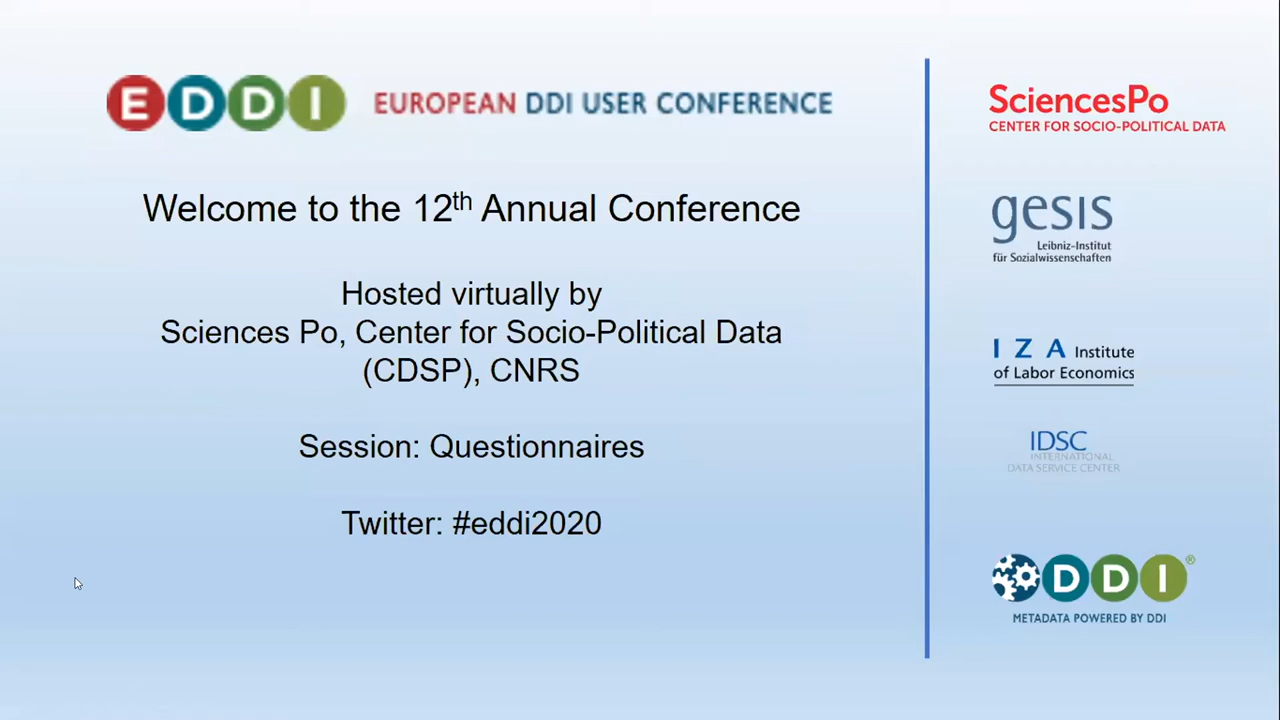 EDDI EUROPEAN DDI USER CONFERENCE
Welcome to the 12th Annual Conference
Hosted virtually by
Sciences Po, Center for Socio-Political Data
(CDSP), CNRS
Session: Questionnaires
Twitter: #eddi2020
SciencesPo
CENTER FOR SOCIO-POLITICAL DATA
gesis
Leibniz-Institut
für Sozialwissenschaften
IZA Institute
of Labor Economics
IDSC
INTERNATIONAL
DATA SERVICE CENTER
DDI®
METADATA POWERED BY DDI